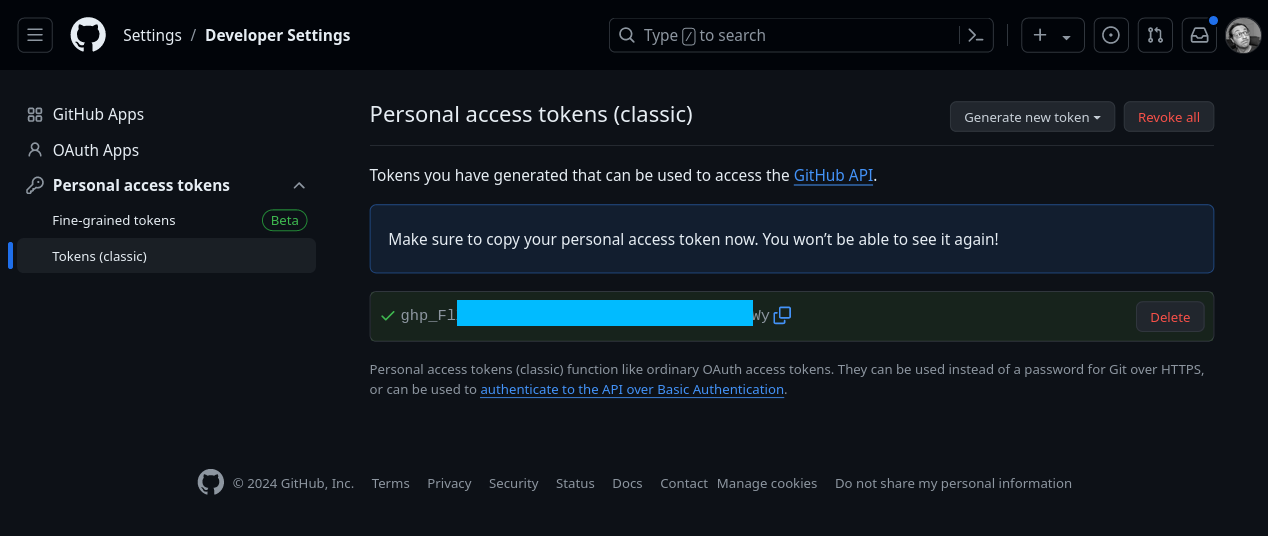 Settings / Developer Settings
Type / to search
GitHub Apps
OAuth Apps
Personal access tokens
Fine-grained tokens Beta
Tokens (classic)
Personal access tokens (classic)
Generate new token Revoke all
Tokens you have generated that can be used to access the GitHub API.
Make sure to copy your personal access token now. You won’t be able to see it again!
ghp_Fl Wy Delete
Personal access tokens (classic) function like ordinary OAuth access tokens. They can be used instead of a password for Git over HTTPS,
or can be used to authenticate to the API over Basic Authentication.
© 2024 GitHub, Inc. Terms Privacy Security Status Docs Contact Manage cookies Do not share my personal information